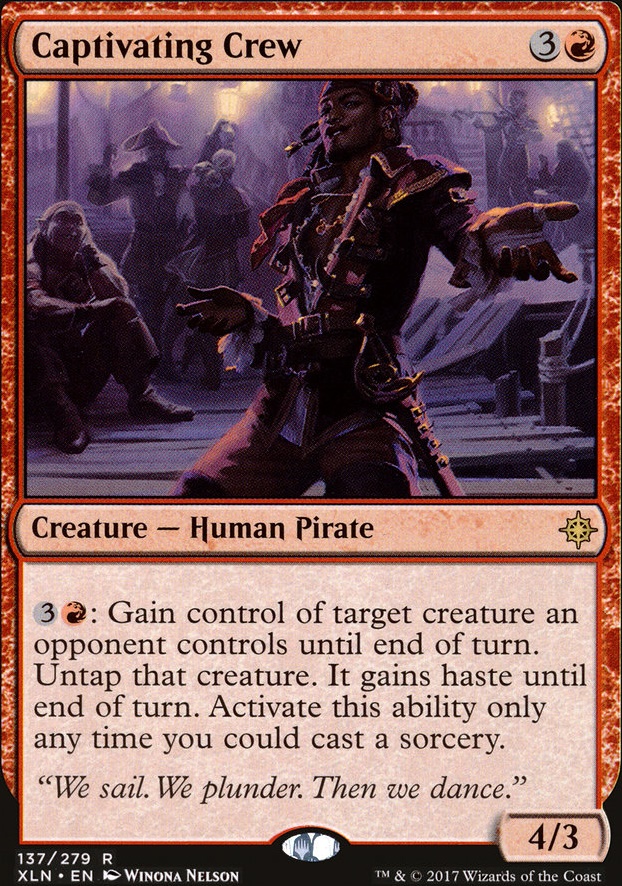 Captivating Crew 3
Creature — Human Pirate
3: Gain control of target creature an
opponent controls until end of turn.
Untap that creature. It gains haste until
end of turn. Activate this ability only
any time you could cast a sorcery.
“We sail. We plunder. Then we dance.”
4/3
137/279 R
XLN • EN Winona Nelson
™ & © 2017 Wizards of the Coast